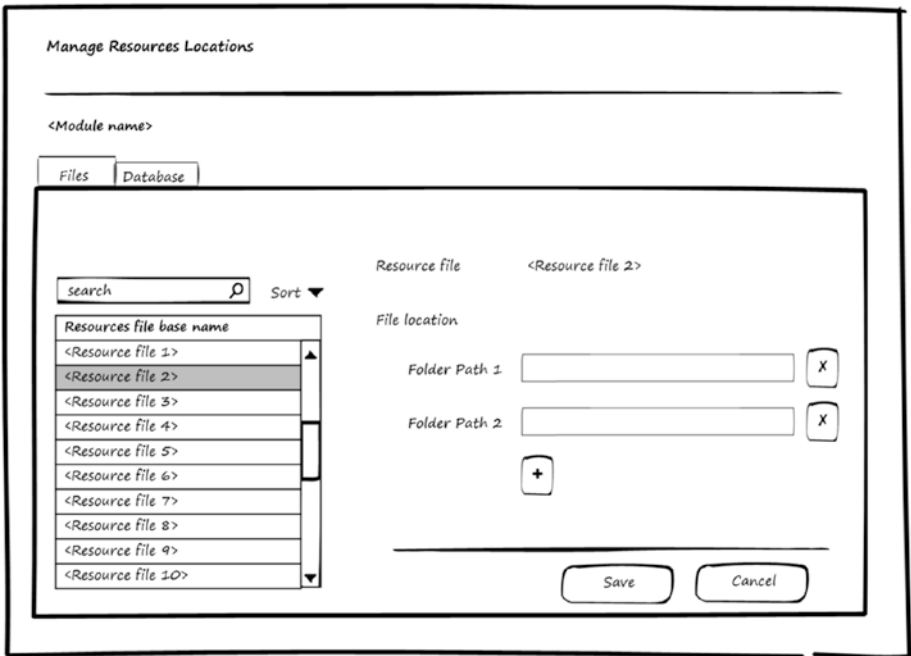 Manage Resources Locations
<Module name>
Files
Database
search
Sort
Resources file base name
<Resource file 1>
<Resource file 2>
<Resource file 3>
<Resource file 4>
<Resource file 5>
<Resource file 6>
<Resource file 7>
<Resource file 8>
<Resource file 9>
<Resource file 10>
Resource file <Resource file 2>
File location
Folder Path 1 X
Folder Path 2 X
+
Save
Cancel